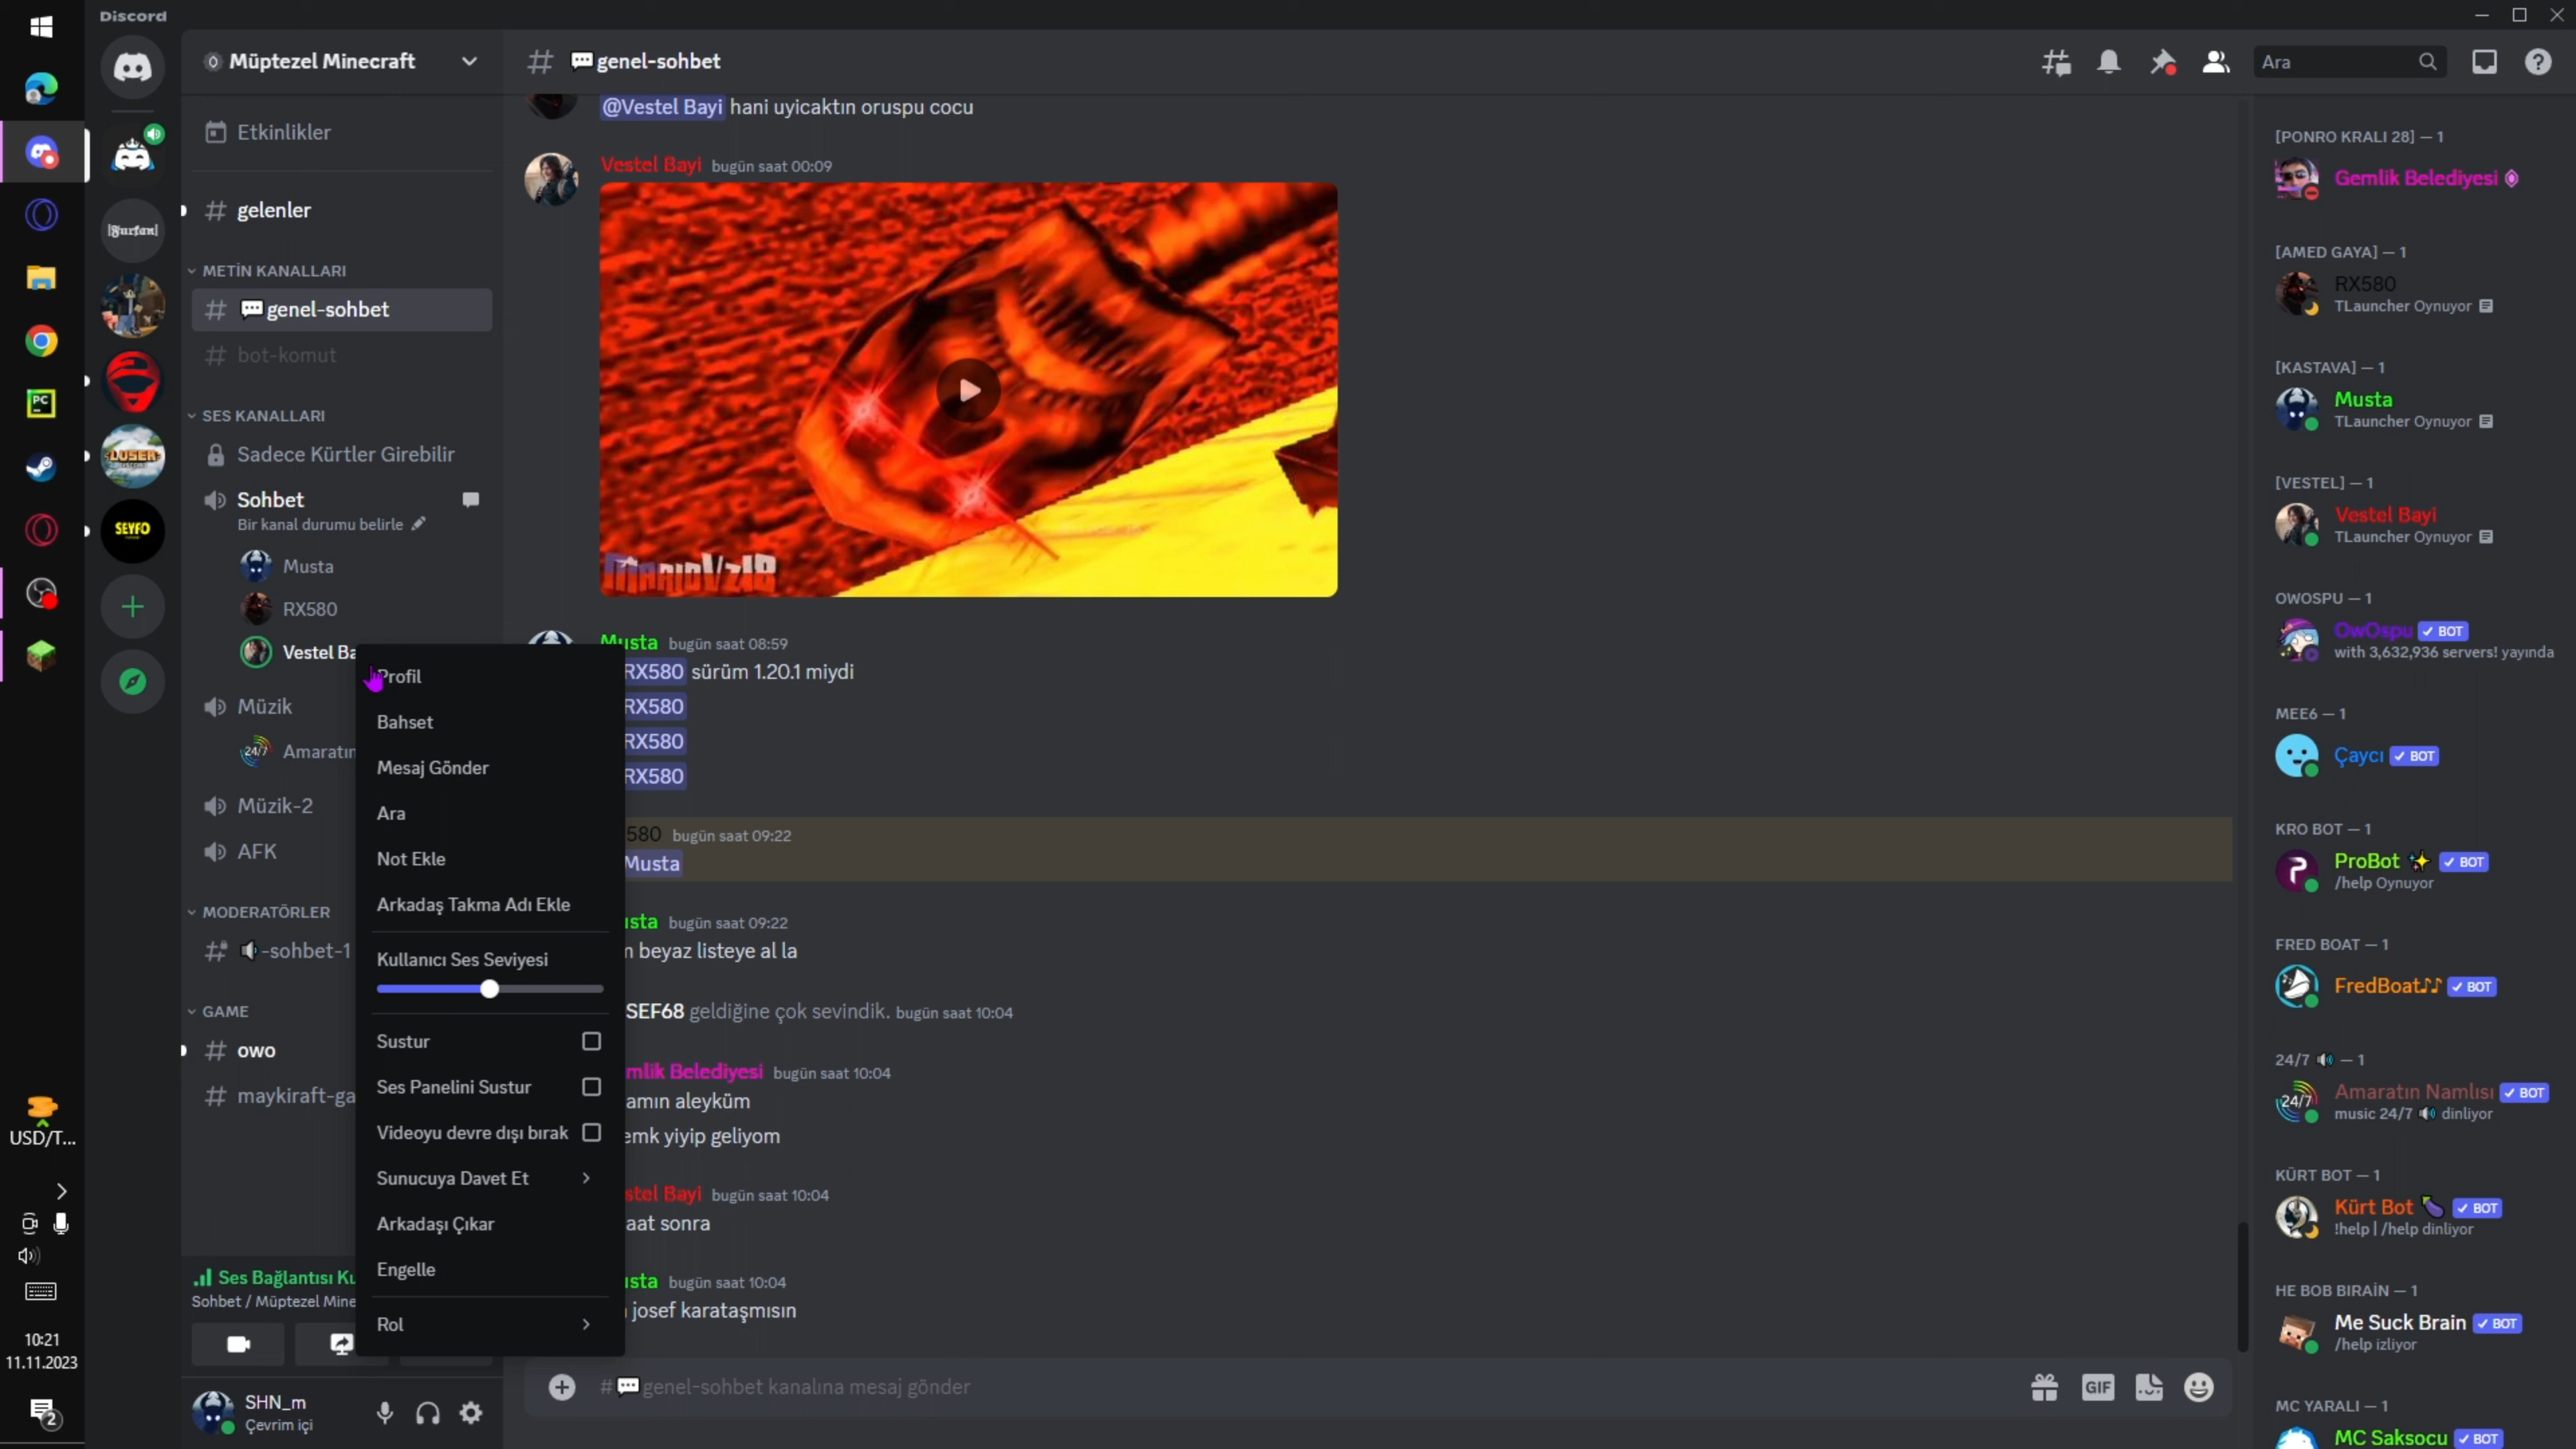 Discord
Müptezel Minecraft
Etkinlikler
gelenler
METİN KANALLARI
genel-sohbet
bot-komut
SES KANALLARI
Sadece Kürtler Girebilir
Sohbet
Bir kanal durumu belirle
Musta
RX580
Vestel Ba
Müzik
24/7 Amaratın
Müzik-2
AFK
MODERATÖRLER
-sohbet-1
GAME
owo
maykiraft-ga
Ses Bağlantısı Ku
Sohbet / Müptezel Mine
SHN_m
Çevrim içi
PC
USD/T...
10:21
11.11.2023
2
|Furfan|
LOSER
SEYFO
Profil
Bahset
Mesaj Gönder
Ara
Not Ekle
Arkadaş Takma Adı Ekle
Kullanıcı Ses Seviyesi
Sustur
Ses Panelini Sustur
Videoyu devre dışı bırak
Sunucuya Davet Et
Arkadaşı Çıkar
Engelle
Rol
# genel-sohbet
Ara
@Vestel Bayi hani uyicaktın oruspu cocu
Vestel Bayi bugün saat 00:09
Musta bugün saat 08:59
RX580 sürüm 1.20.1 miydi
RX580
RX580
RX580
580 bugün saat 09:22
Musta
usta bugün saat 09:22
beyaz listeye al la
SEF68 geldiğine çok sevindik. bugün saat 10:04
mlik Belediyesi bugün saat 10:04
amın aleyküm
emk yiyip geliyom
stel Bayi bugün saat 10:04
aat sonra
usta bugün saat 10:04
josef karataşmısın
# genel-sohbet kanalına mesaj gönder
GIF
[PONRO KRALI 28] — 1
Gemlik Belediyesi
[AMED GAYA] — 1
RX580
TLauncher Oynuyor
[KASTAVA] — 1
Musta
TLauncher Oynuyor
[VESTEL] — 1
Vestel Bayi
TLauncher Oynuyor
OWOSPU — 1
OwOspu BOT
with 3,632,936 servers! yayında
MEE6 — 1
Çaycı BOT
KRO BOT — 1
ProBot BOT
/help Oynuyor
FRED BOAT — 1
FredBoat♪♪ BOT
24/7 — 1
24/7
Amaratın Namlısı BOT
music 24/7 dinliyor
KÜRT BOT — 1
Kürt Bot BOT
!help | /help dinliyor
HE BOB BIRAİN — 1
Me Suck Brain BOT
/help izliyor
MC YARALI — 1
MC Saksocu BOT